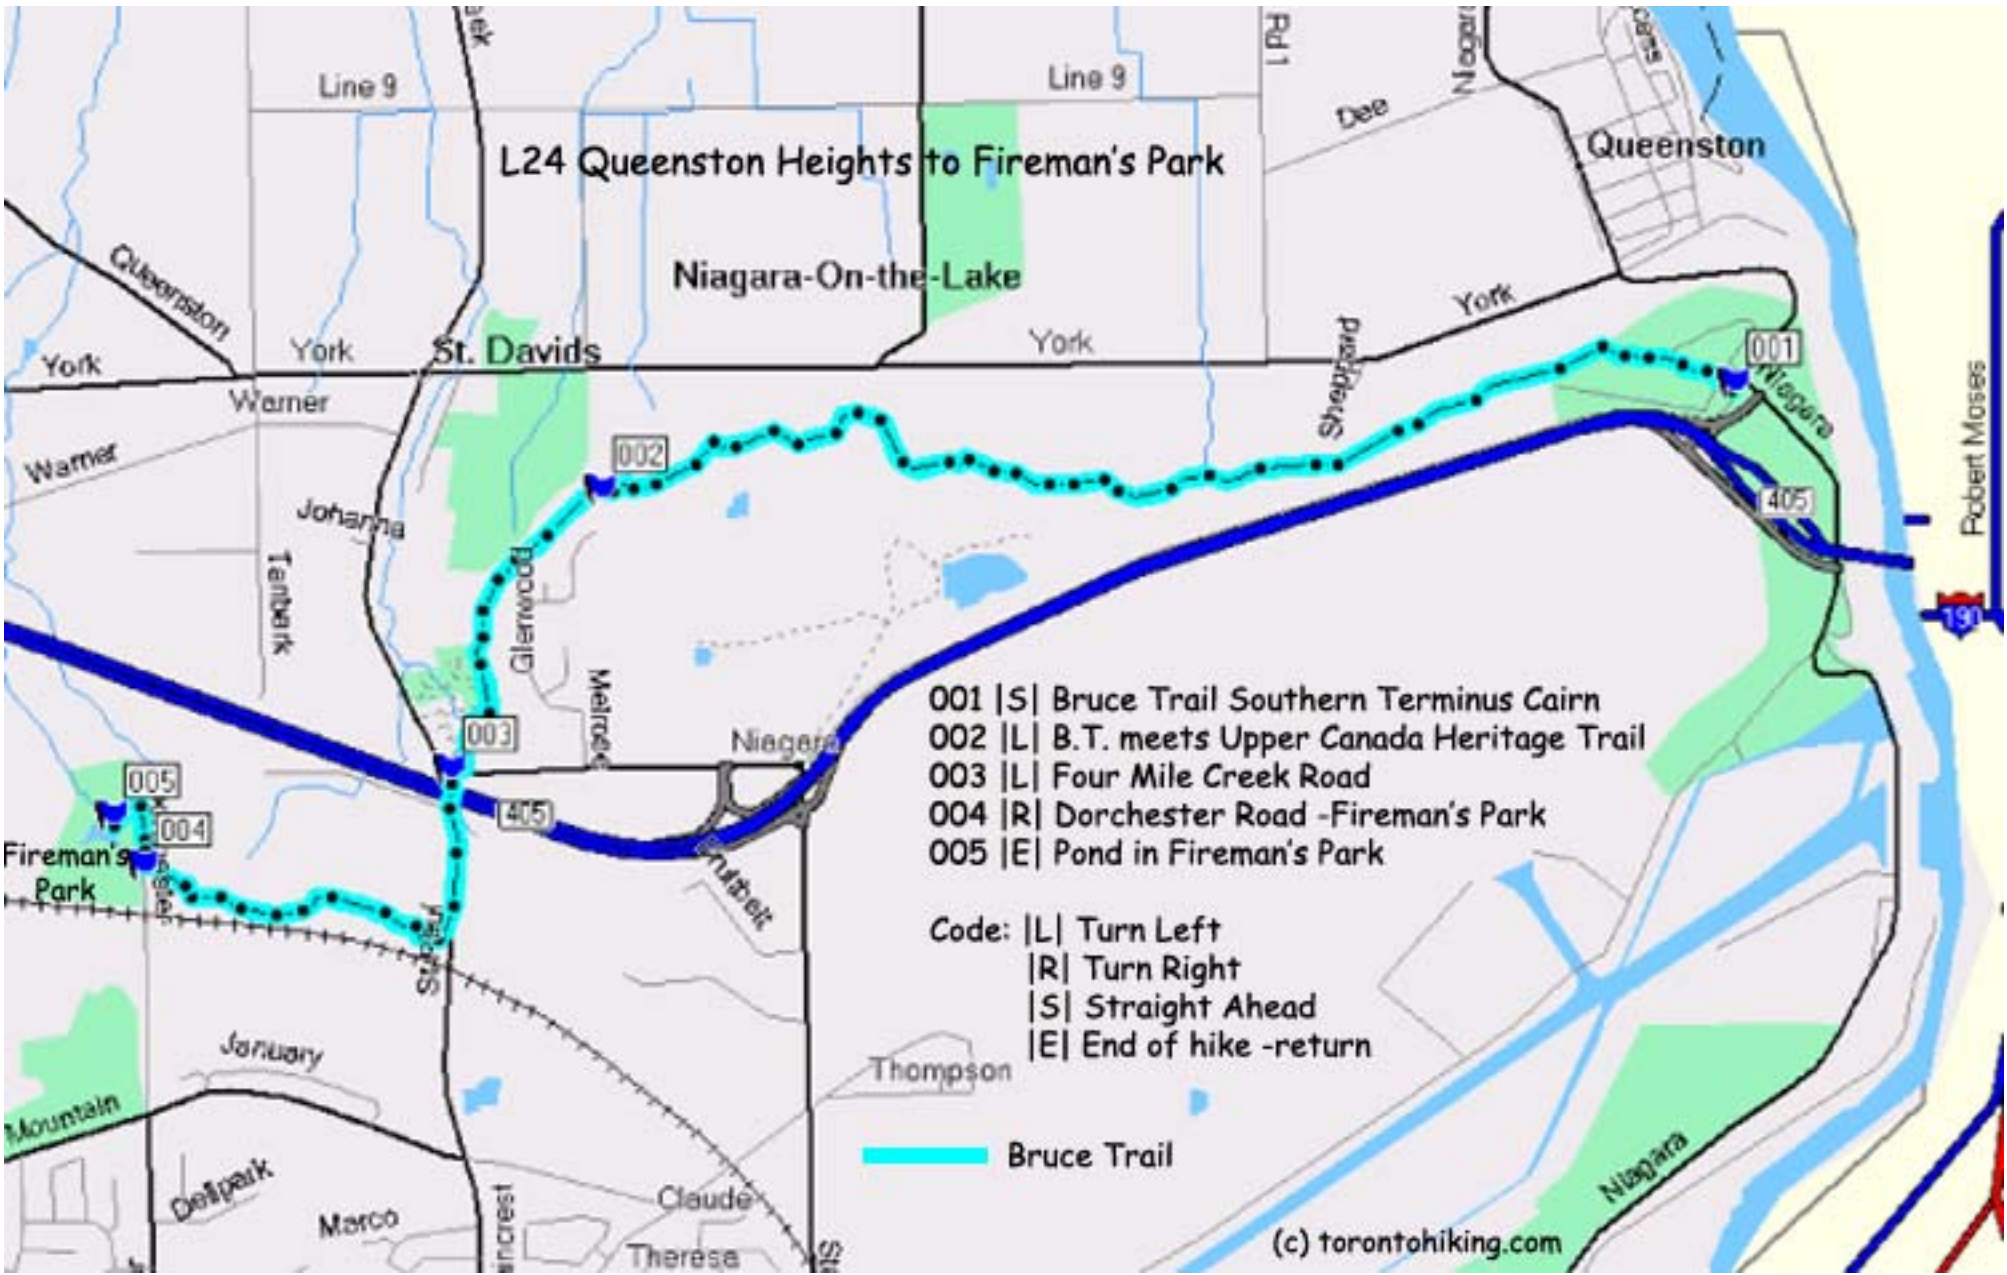 eek
Rd 1
Niagara
Line 9
Line 9
Dee
Queenston
L24 Queenston Heights to Fireman's Park
Niagara-On-the-Lake
Queenston
York
York
St. Davids
York
York
Sheppard
001
Niagara
Warner
Warner
002
Johanna
Tanbark
Glenwood
Melrose
405
Robert Moses
190
003
Niagara
405
005
004
Fireman's
Park
001 |S| Bruce Trail Southern Terminus Cairn
002 |L| B.T. meets Upper Canada Heritage Trail
003 |L| Four Mile Creek Road
004 |R| Dorchester Road -Fireman's Park
005 |E| Pond in Fireman's Park
Code: |L| Turn Left
|R| Turn Right
|S| Straight Ahead
|E| End of hike -return
January
Thompson
Mountain
Bruce Trail
Dellpark
Marco
Claude
Theresa
Niagara
(c) torontohiking.com